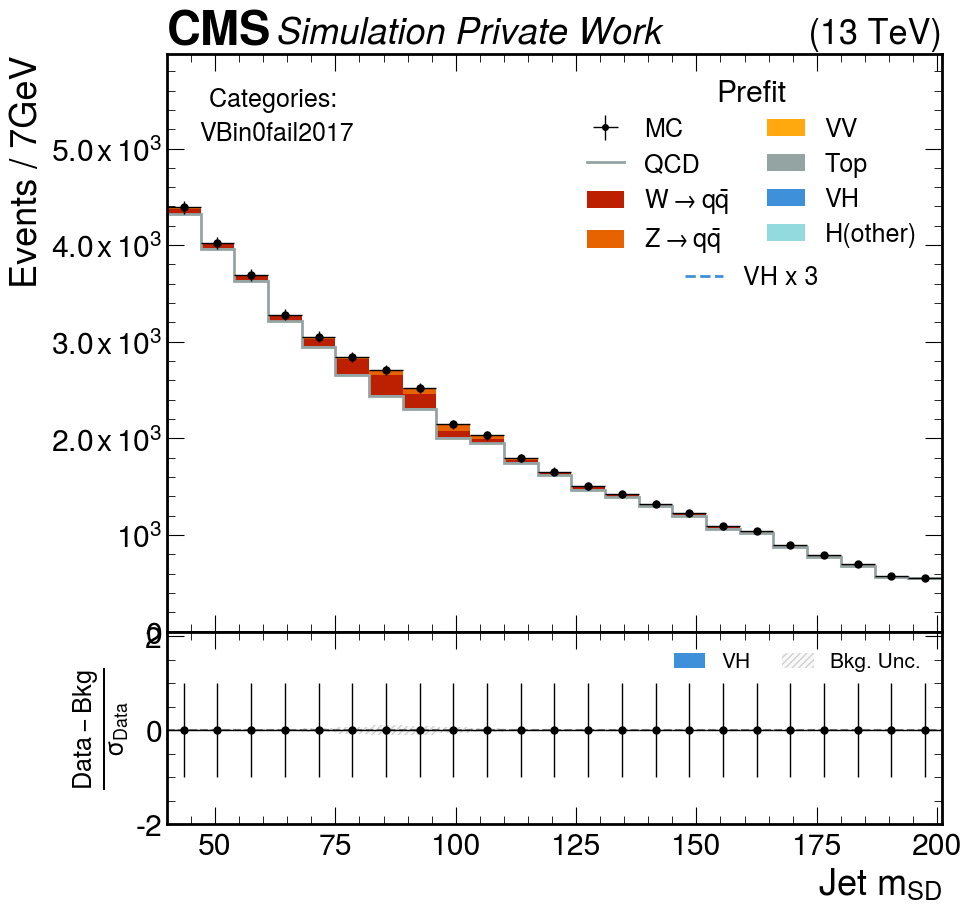 CMS Simulation Private Work (13 TeV)
Events / 7GeV
Categories:
VBin0fail2017
Prefit
MC
QCD
W → qq̄
Z → qq̄
VV
Top
VH
H(other)
VH x 3
5.0 x 10³
4.0 x 10³
3.0 x 10³
2.0 x 10³
10³
0
VH
Bkg. Unc.
Data – Bkg
σ_Data
2
0
-2
50 75 100 125 150 175 200
Jet m_SD